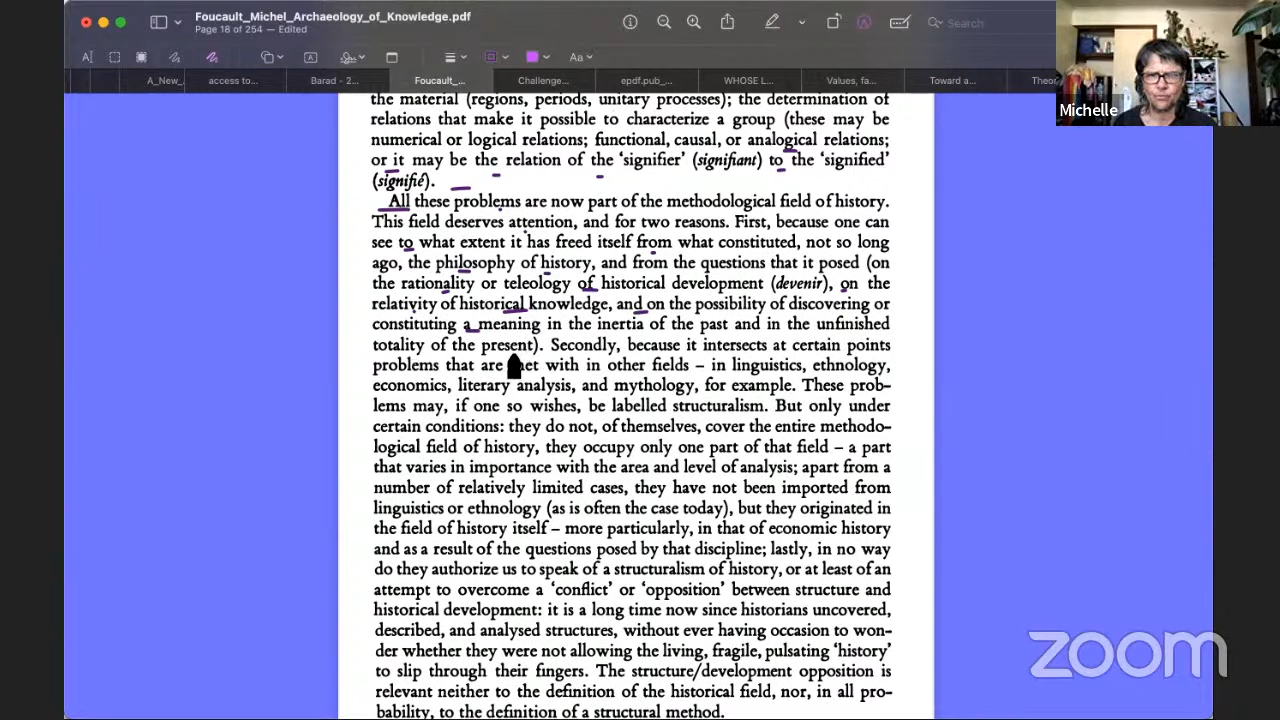 Foucault_Michel_Archaeology_of_Knowledge.pdf
Page 18 of 254 — Edited
Search
A_New_
access to...
Barad - 2...
Foucault_...
Challenge...
epdf.pub_...
WHOSE L...
Values, fa...
Toward a...
Theor
Michelle
the material (regions, periods, unitary processes); the determination of
relations that make it possible to characterize a group (these may be
numerical or logical relations; functional, causal, or analogical relations;
or it may be the relation of the ‘signifier’ (signifiant) to the ‘signified’
(signifié).
All these problems are now part of the methodological field of history.
This field deserves attention, and for two reasons. First, because one can
see to what extent it has freed itself from what constituted, not so long
ago, the philosophy of history, and from the questions that it posed (on
the rationality or teleology of historical development (devenir), on the
relativity of historical knowledge, and on the possibility of discovering or
constituting a meaning in the inertia of the past and in the unfinished
totality of the present). Secondly, because it intersects at certain points
problems that are met with in other fields – in linguistics, ethnology,
economics, literary analysis, and mythology, for example. These prob-
lems may, if one so wishes, be labelled structuralism. But only under
certain conditions: they do not, of themselves, cover the entire methodo-
logical field of history, they occupy only one part of that field – a part
that varies in importance with the area and level of analysis; apart from a
number of relatively limited cases, they have not been imported from
linguistics or ethnology (as is often the case today), but they originated in
the field of history itself – more particularly, in that of economic history
and as a result of the questions posed by that discipline; lastly, in no way
do they authorize us to speak of a structuralism of history, or at least of an
attempt to overcome a ‘conflict’ or ‘opposition’ between structure and
historical development: it is a long time now since historians uncovered,
described, and analysed structures, without ever having occasion to won-
der whether they were not allowing the living, fragile, pulsating ‘history’
to slip through their fingers. The structure/development opposition is
relevant neither to the definition of the historical field, nor, in all pro-
bability, to the definition of a structural method.
zoom